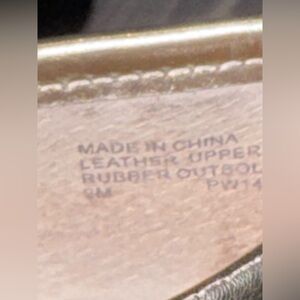 MADE IN CHINA
LEATHER UPPER
RUBBER OUTSOL
9M PW14